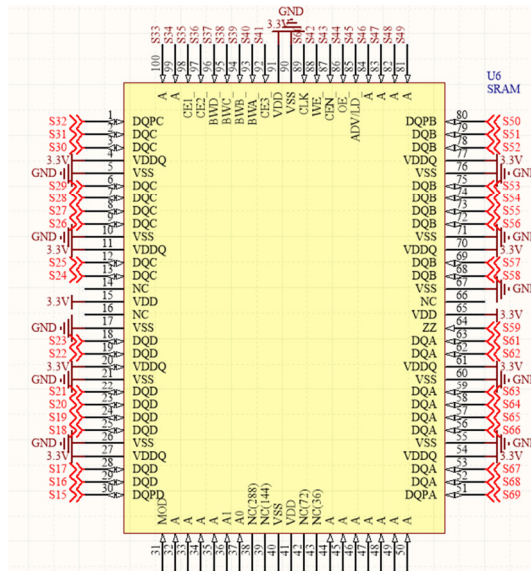 GND
3.3V
S33 S34 S35 S36 S37 S38 S39 S40 S41 S42 S43 S44 S45 S46 S47 S48 S49
100 99 98 97 96 95 94 93 92 91 90 89 88 87 86 85 84 83 82 81
A A CE1 CE2 BWD BWC BWB BWA CE3 VDD VSS CLK WE CEN OE ADV/LD A A A A
U6
SRAM
S32 1 DQPC DQPB 80 S50
S31 2 DQC DQB 79 S51
S30 3 DQC DQB 78 S52
3.3V 4 VDDQ VDDQ 77 3.3V
GND 5 VSS VSS 76 GND
S29 6 DQC DQB 75 S53
S28 7 DQC DQB 74 S54
S27 8 DQC DQB 73 S55
S26 9 DQC DQB 72 S56
GND 10 VSS VSS 71 GND
3.3V 11 VDDQ VDDQ 70 3.3V
S25 12 DQC DQB 69 S57
S24 13 DQC DQB 68 S58
14 NC VSS 67 GND
3.3V 15 VDD NC 66
16 NC VDD 65 3.3V
GND 17 VSS ZZ 64 S59
S23 18 DQD DQA 63 S61
S22 19 DQD DQA 62 S62
3.3V 20 VDDQ VDDQ 61 3.3V
GND 21 VSS VSS 60 GND
S21 22 DQD DQA 59 S63
S20 23 DQD DQA 58 S64
S19 24 DQD DQA 57 S65
S18 25 DQD DQA 56 S66
GND 26 VSS VSS 55 GND
3.3V 27 VDDQ VDDQ 54 3.3V
S17 28 DQD DQA 53 S67
S16 29 DQD DQA 52 S68
S15 30 DQPD DQPA 51 S69
MOD A A A A A1 A0 NC(288) NC(144) VSS VDD NC(72) NC(36) A A A A A A A
31 32 33 34 35 36 37 38 39 40 41 42 43 44 45 46 47 48 49 50